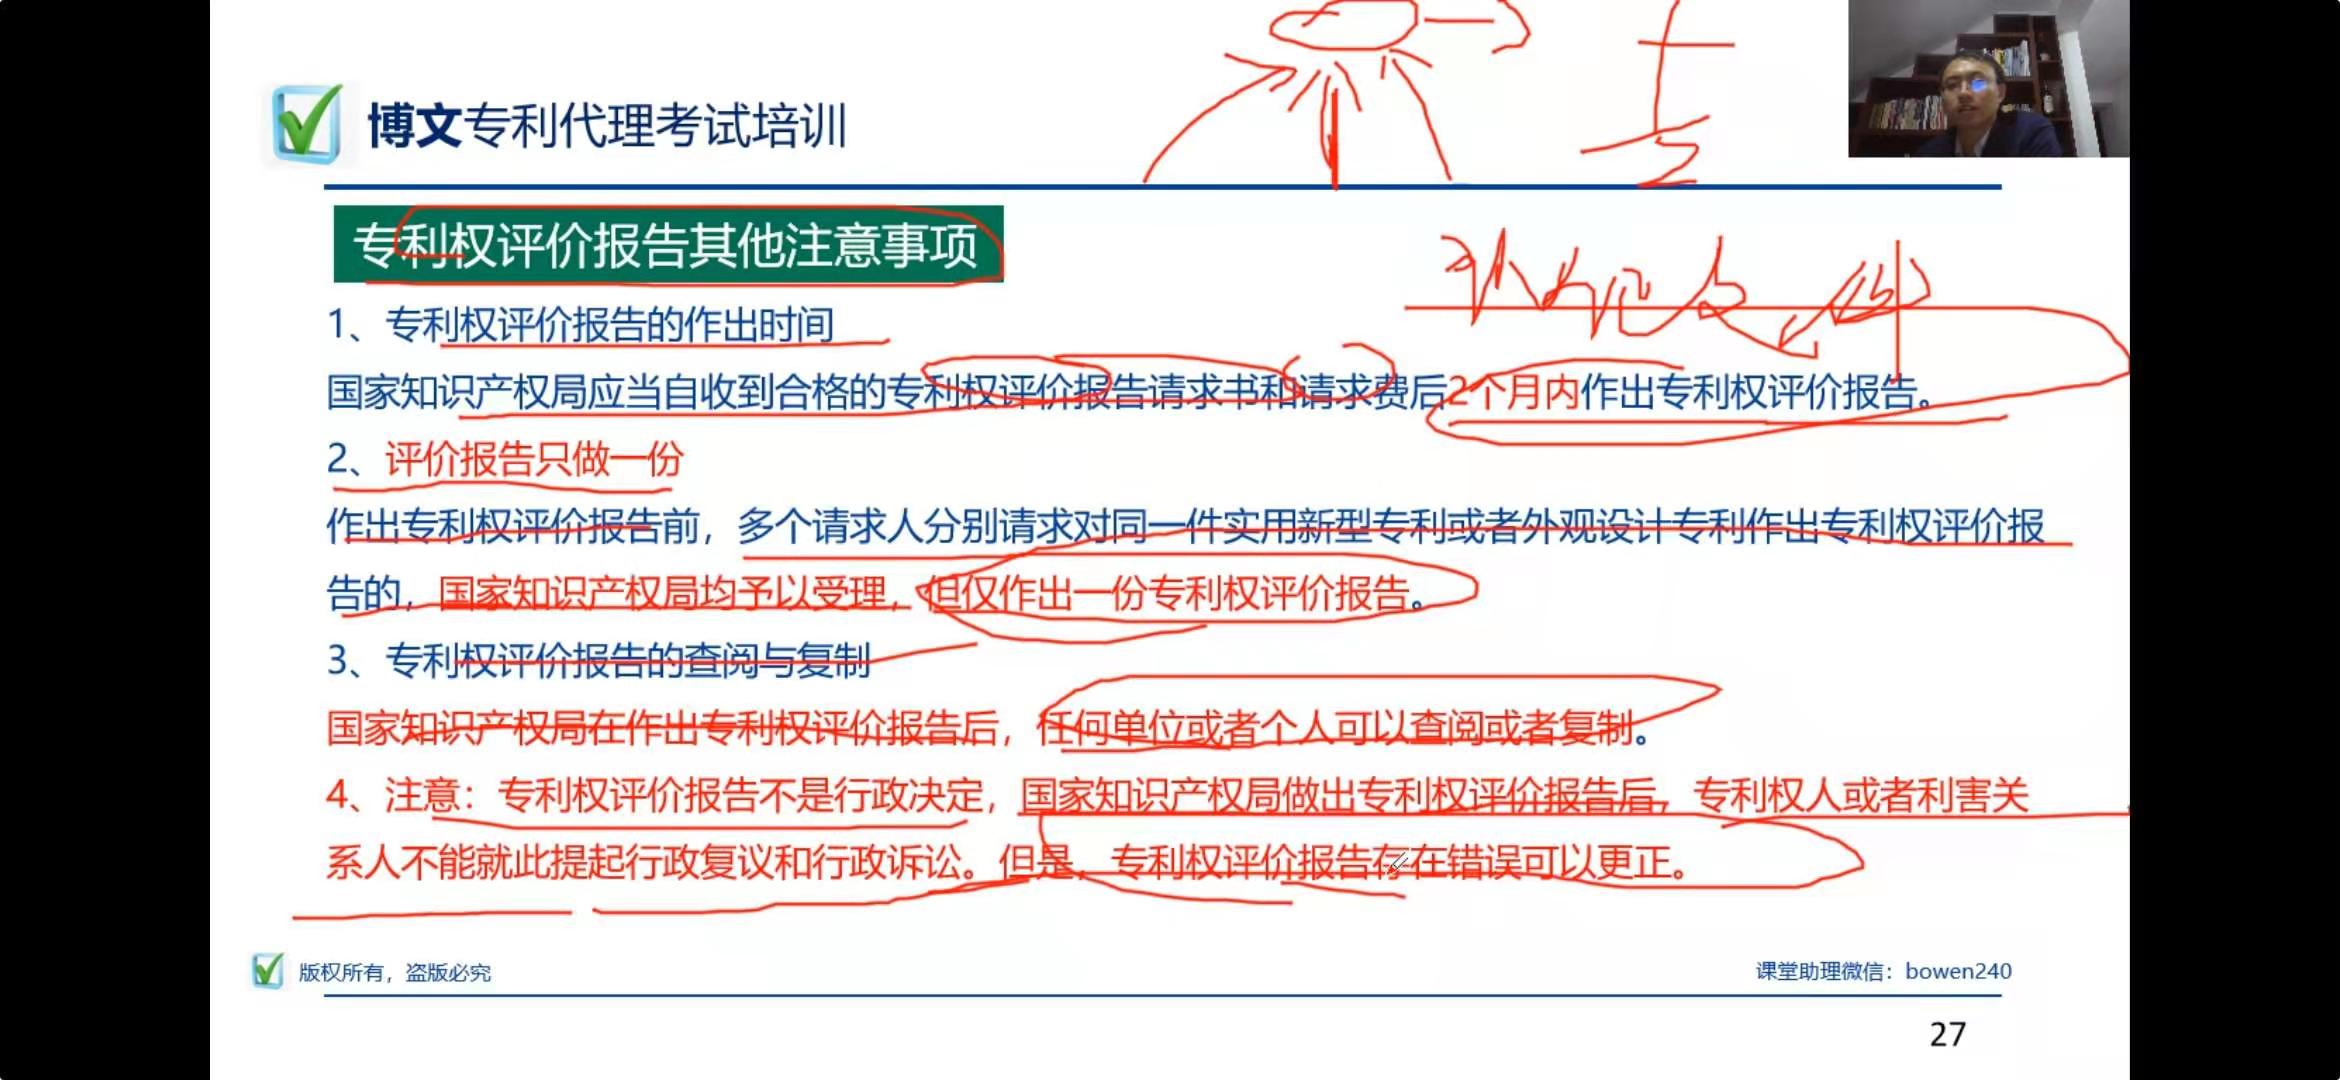 博文专利代理考试培训
专利权评价报告其他注意事项
1、专利权评价报告的作出时间
国家知识产权局应当自收到合格的专利权评价报告请求书和请求费后2个月内作出专利权评价报告。
2、评价报告只做一份
作出专利权评价报告前，多个请求人分别请求对同一件实用新型专利或者外观设计专利作出专利权评价报
告的，国家知识产权局均予以受理，但仅作出一份专利权评价报告。
3、专利权评价报告的查阅与复制
国家知识产权局在作出专利权评价报告后，任何单位或者个人可以查阅或者复制。
4、注意：专利权评价报告不是行政决定，国家知识产权局做出专利权评价报告后，专利权人或者利害关
系人不能就此提起行政复议和行政诉讼。但是，专利权评价报告存在错误可以更正。
版权所有，盗版必究
课堂助理微信：bowen240
27